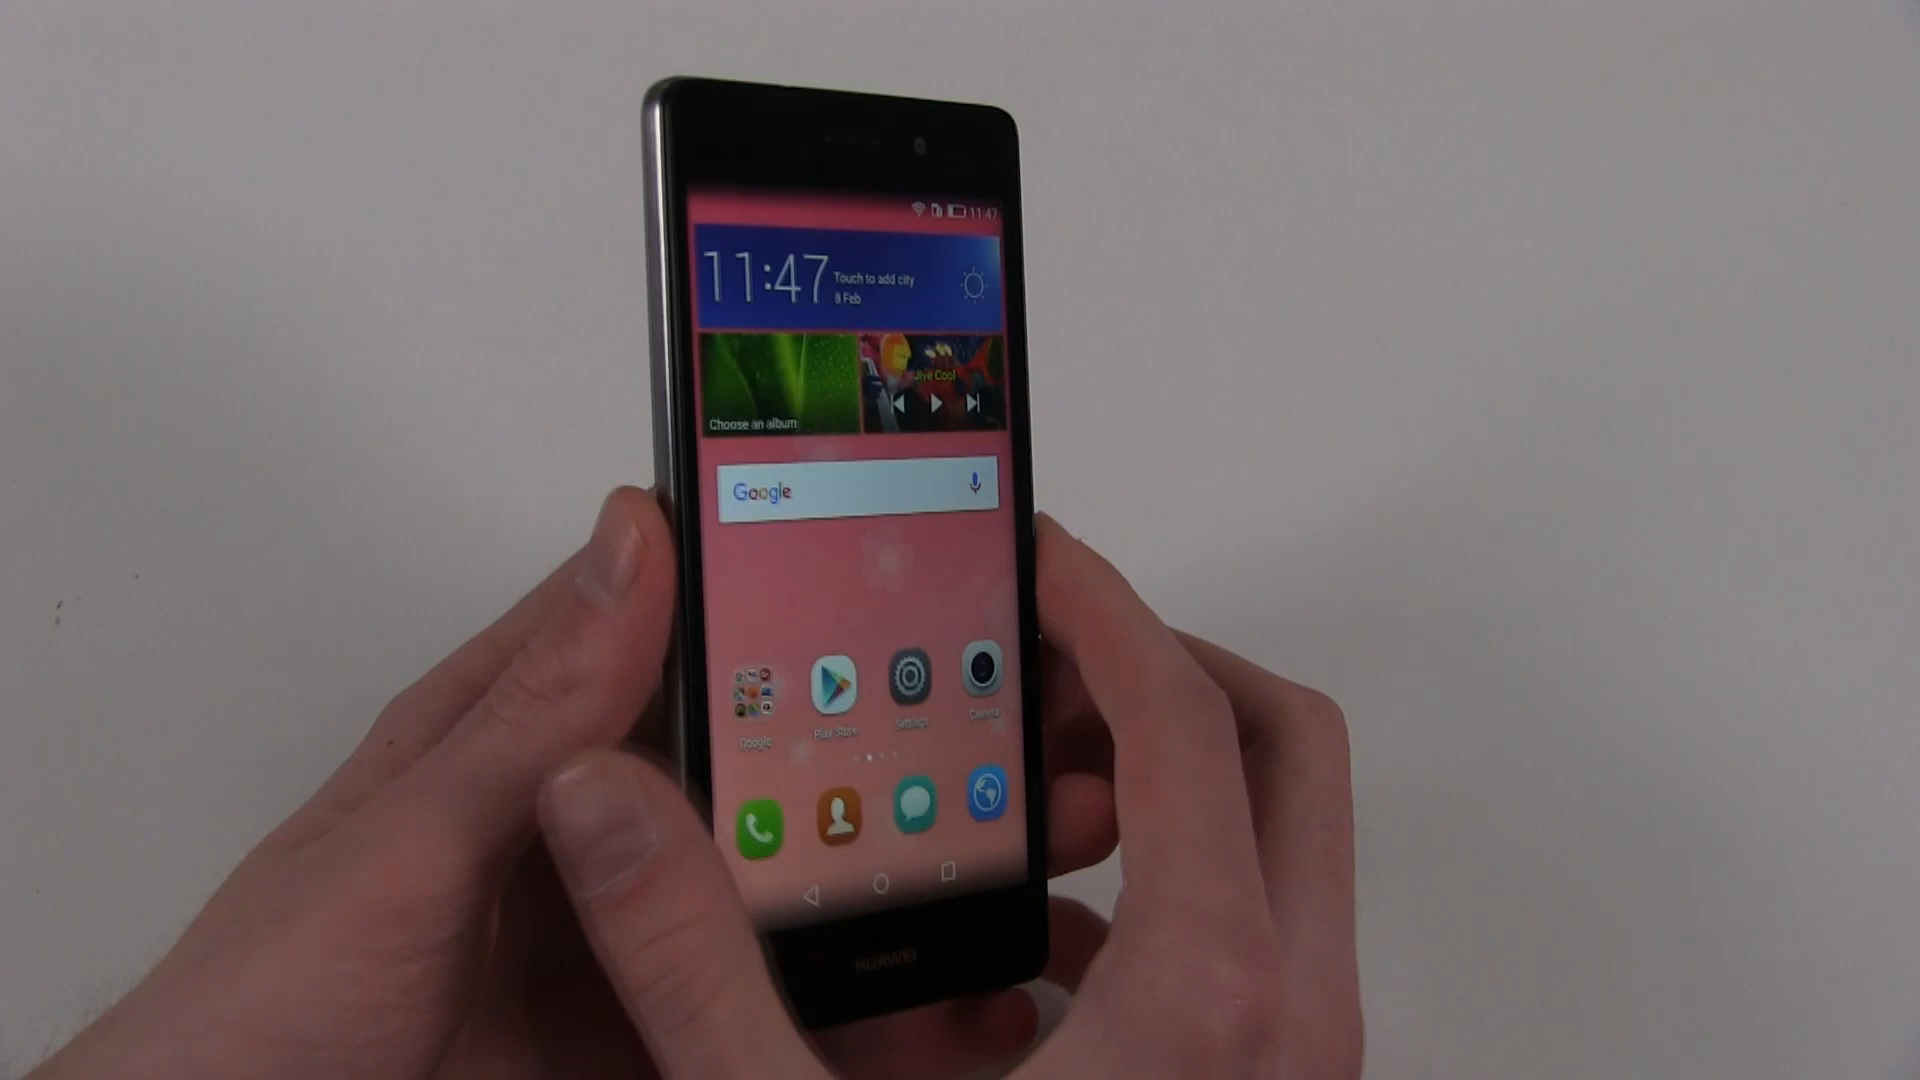 11:47
11:47
Touch to add city
8 Feb
Jive Cool
Choose an album
Google
Google
Play Store
Settings
Camera
HUAWEI